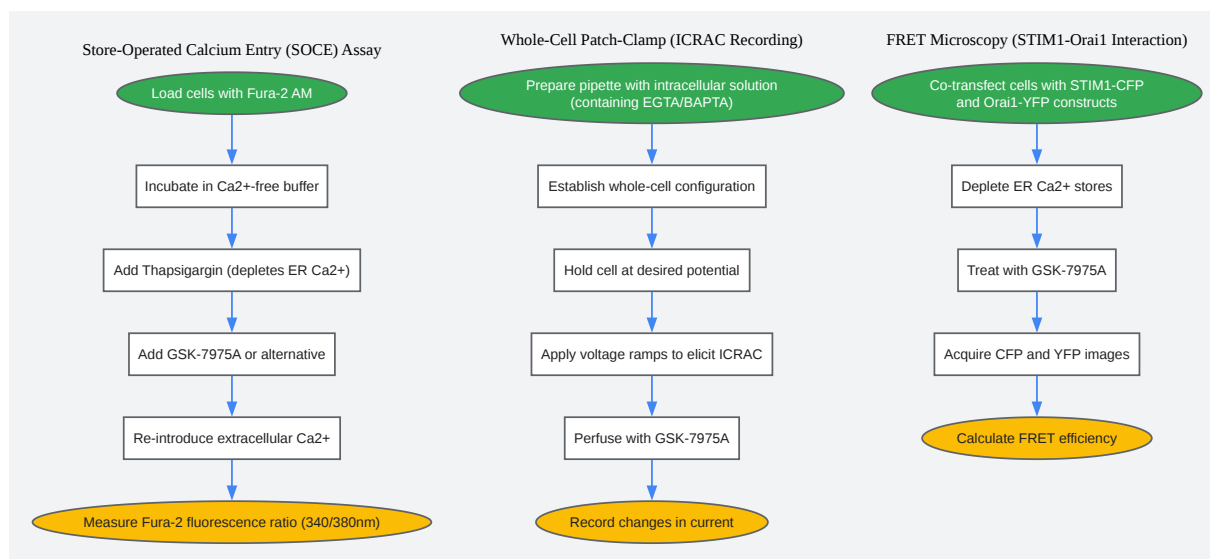 Store-Operated Calcium Entry (SOCE) Assay
Load cells with Fura-2 AM
Incubate in Ca2+-free buffer
Add Thapsigargin (depletes ER Ca2+)
Add GSK-7975A or alternative
Re-introduce extracellular Ca2+
Measure Fura-2 fluorescence ratio (340/380nm)
Whole-Cell Patch-Clamp (ICRAC Recording)
Prepare pipette with intracellular solution
(containing EGTA/BAPTA)
Establish whole-cell configuration
Hold cell at desired potential
Apply voltage ramps to elicit ICRAC
Perfuse with GSK-7975A
Record changes in current
FRET Microscopy (STIM1-Orai1 Interaction)
Co-transfect cells with STIM1-CFP
and Orai1-YFP constructs
Deplete ER Ca2+ stores
Treat with GSK-7975A
Acquire CFP and YFP images
Calculate FRET efficiency